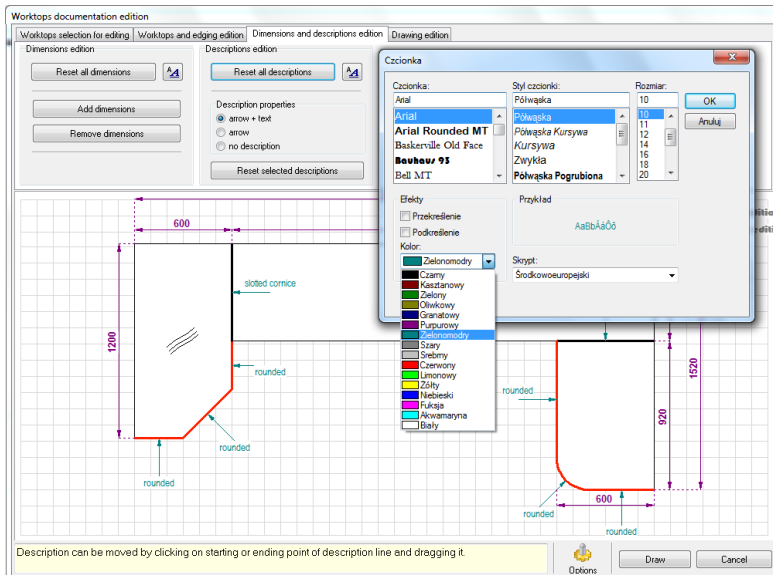 Worktops documentation edition
Worktops selection for editing
Worktops and edging edition
Dimensions and descriptions edition
Drawing edition
Dimensions edition
Reset all dimensions
AA
Add dimensions
Remove dimensions
Descriptions edition
Reset all descriptions
AA
Description properties
arrow + text
arrow
no description
Reset selected descriptions
Czcionka
Czcionka:
Arial
Arial
Arial Rounded MT
Baskerville Old Face
Bauhaus 93
Bell MT
Styl czcionki:
Półwąska
Półwąska
Półwąska Kursywa
Kursywa
Zwykła
Półwąska Pogrubiona
Rozmiar:
10
10
11
12
14
16
18
20
OK
Anuluj
Efekty
Przekreślenie
Podkreślenie
Kolor:
Zielonomodry
Czarny
Kasztanowy
Zielony
Oliwkowy
Granatowy
Purpurowy
Zielonomodry
Szary
Srebrny
Czerwony
Limonowy
Żółty
Niebieski
Fuksja
Akwamaryna
Biały
Przykład
AaBbÁáÔô
Skrypt:
Środkowoeuropejski
600
slotted cornice
1200
rounded
rounded
rounded
rounded
1520
920
600
rounded
rounded
Description can be moved by clicking on starting or ending point of description line and dragging it.
Options
Draw
Cancel